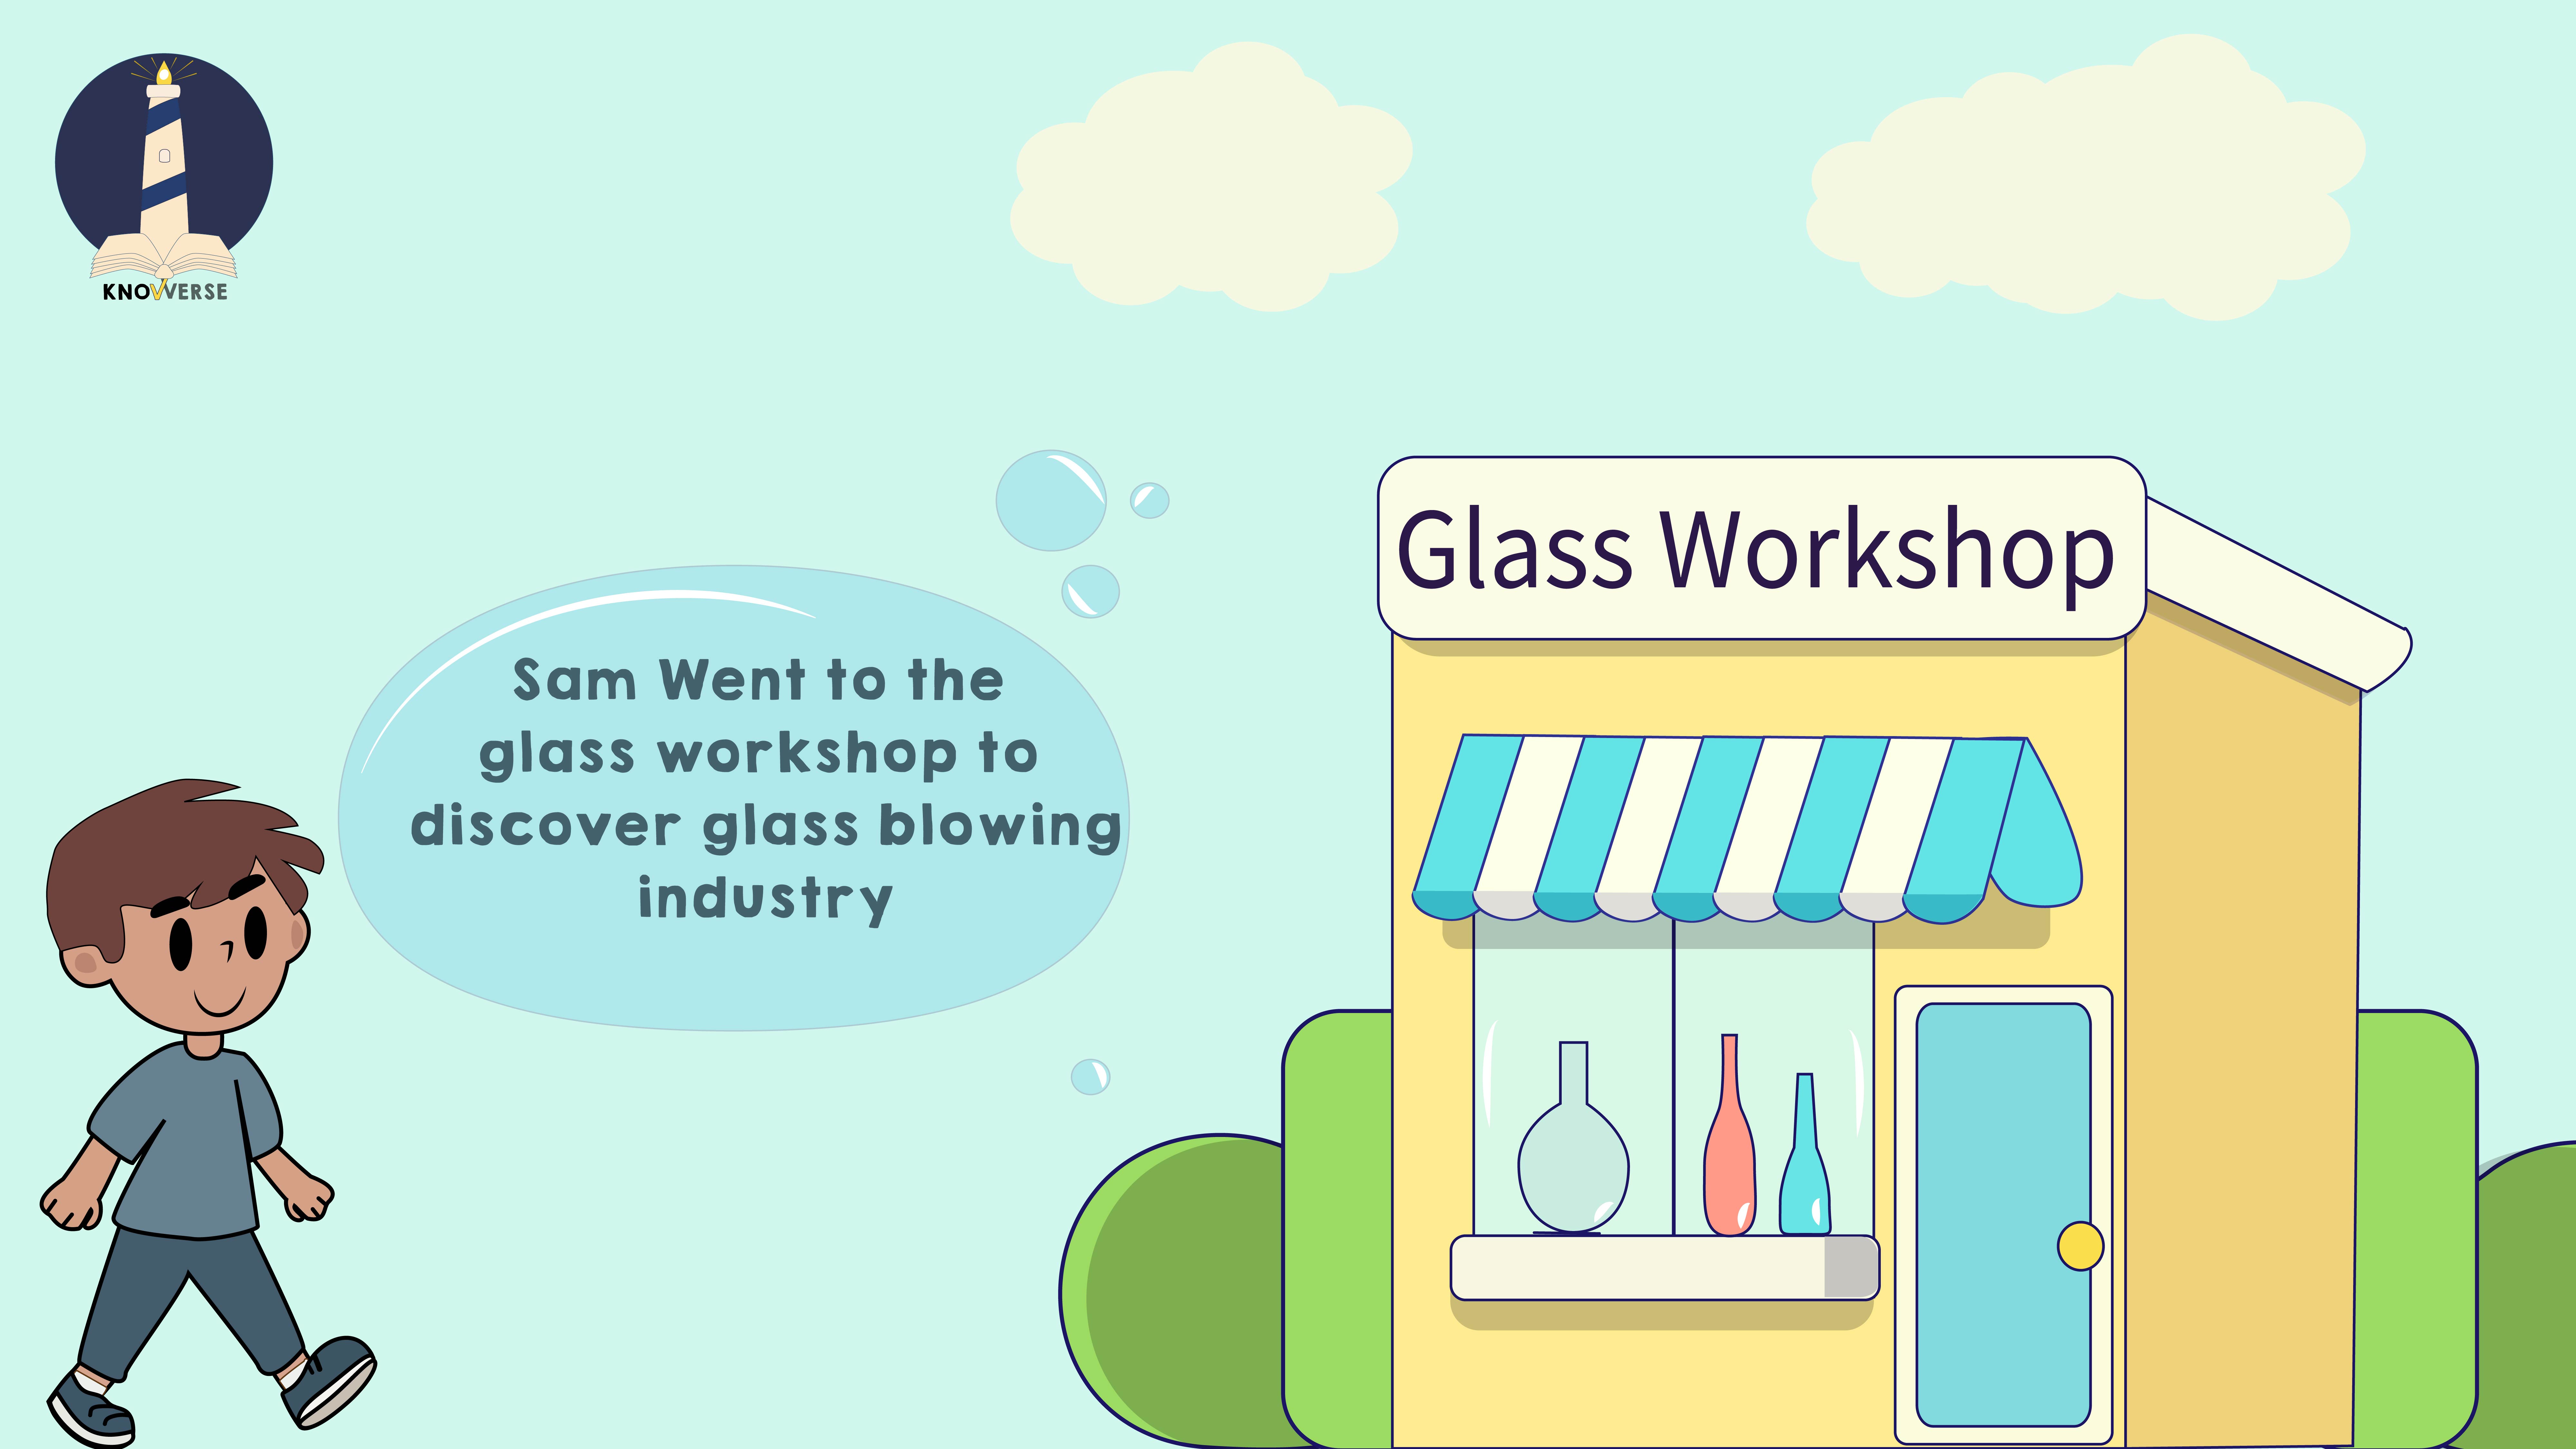 KNOWVERSE
Glass Workshop
Sam Went to the
glass workshop to
discover glass blowing
industry